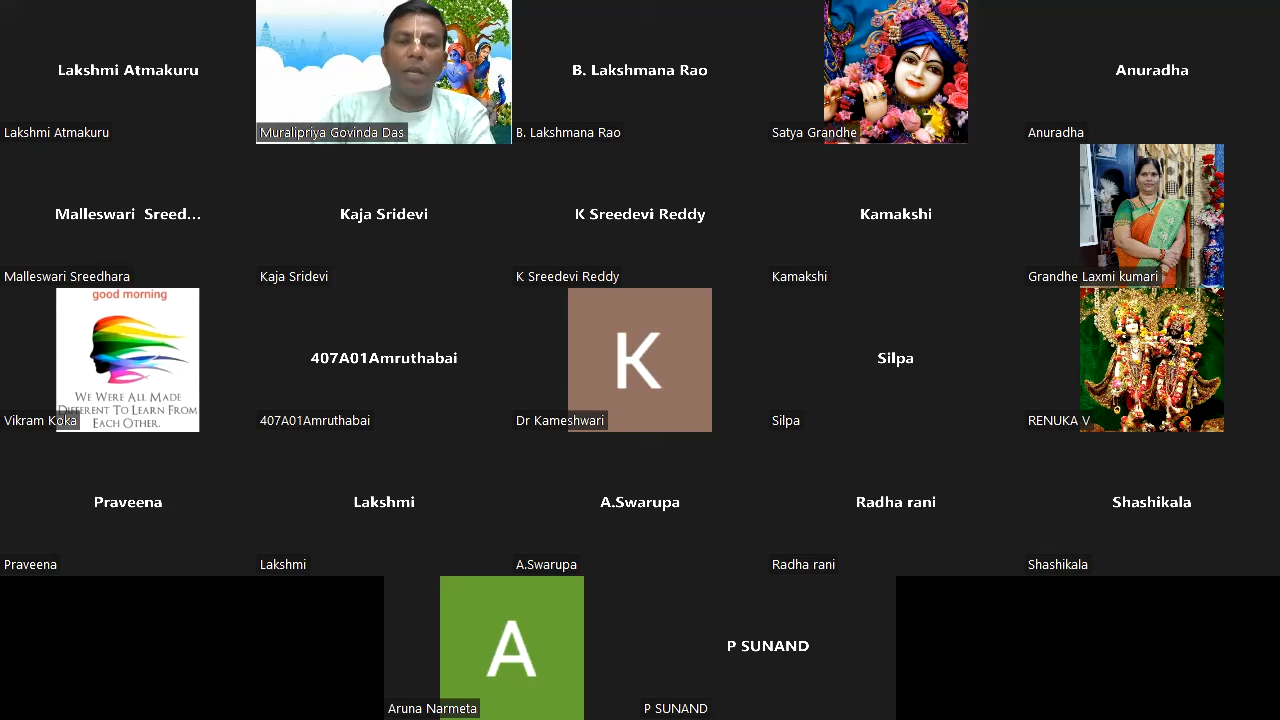 Lakshmi Atmakuru
Lakshmi Atmakuru
Muralipriya Govinda Das
B. Lakshmana Rao
B. Lakshmana Rao
Satya Grandhe
Anuradha
Anuradha
Malleswari Sreed...
Malleswari Sreedhara
Kaja Sridevi
Kaja Sridevi
K Sreedevi Reddy
K Sreedevi Reddy
Kamakshi
Kamakshi
Grandhe Laxmi kumari
good morning
We Were All Made
Different To Learn From
Each Other.
Vikram Koka
407A01Amruthabai
407A01Amruthabai
K
Dr Kameshwari
Silpa
Silpa
RENUKA V
Praveena
Praveena
Lakshmi
Lakshmi
A.Swarupa
A.Swarupa
Radha rani
Radha rani
Shashikala
Shashikala
A
Aruna Narmeta
P SUNAND
P SUNAND